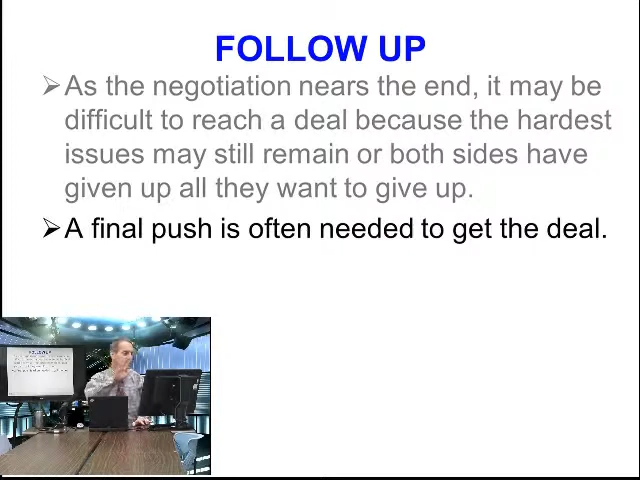 FOLLOW UP
➢As the negotiation nears the end, it may be
difficult to reach a deal because the hardest
issues may still remain or both sides have
given up all they want to give up.
➢A final push is often needed to get the deal.
FOLLOW UP